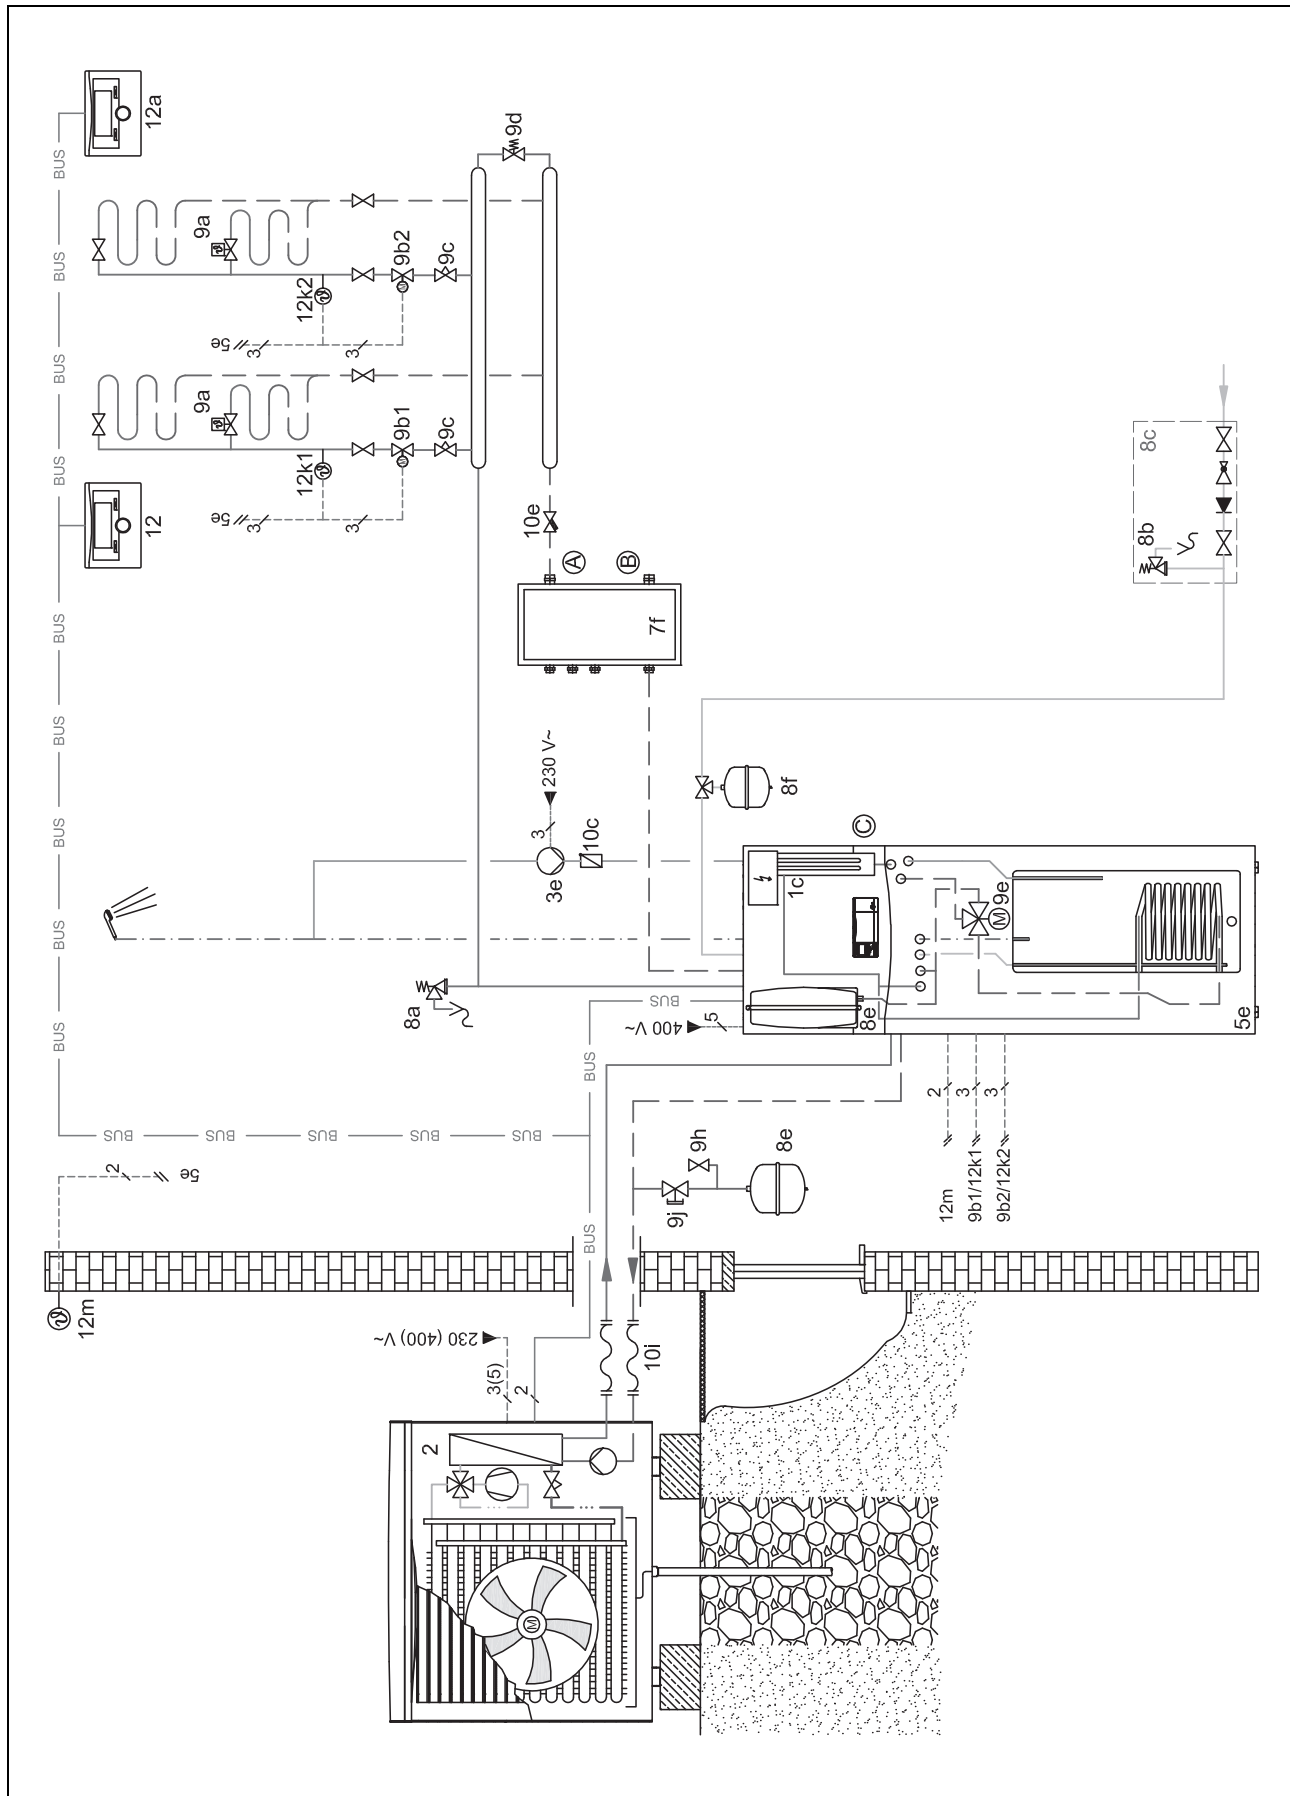 12a
BUS
BUS
BUS
BUS
BUS
BUS
BUS
BUS
BUS
BUS
12
9a
12k2
9b2
9c
5e
3
3
9a
12k1
9b1
9c
5e
3
3
9d
10e
A
B
7f
8c
8b
230 V~
3
3e
10c
8f
C
1c
9e
M
8e
5e
8a
BUS
400 V~
5
BUS
BUS
BUS
BUS
BUS
BUS
BUS
2
3
3
12m
9b1/12k1
9b2/12k2
2
5e
12m
9h
9j
8e
230 (400) V~
3(5)
2
10i
2
M